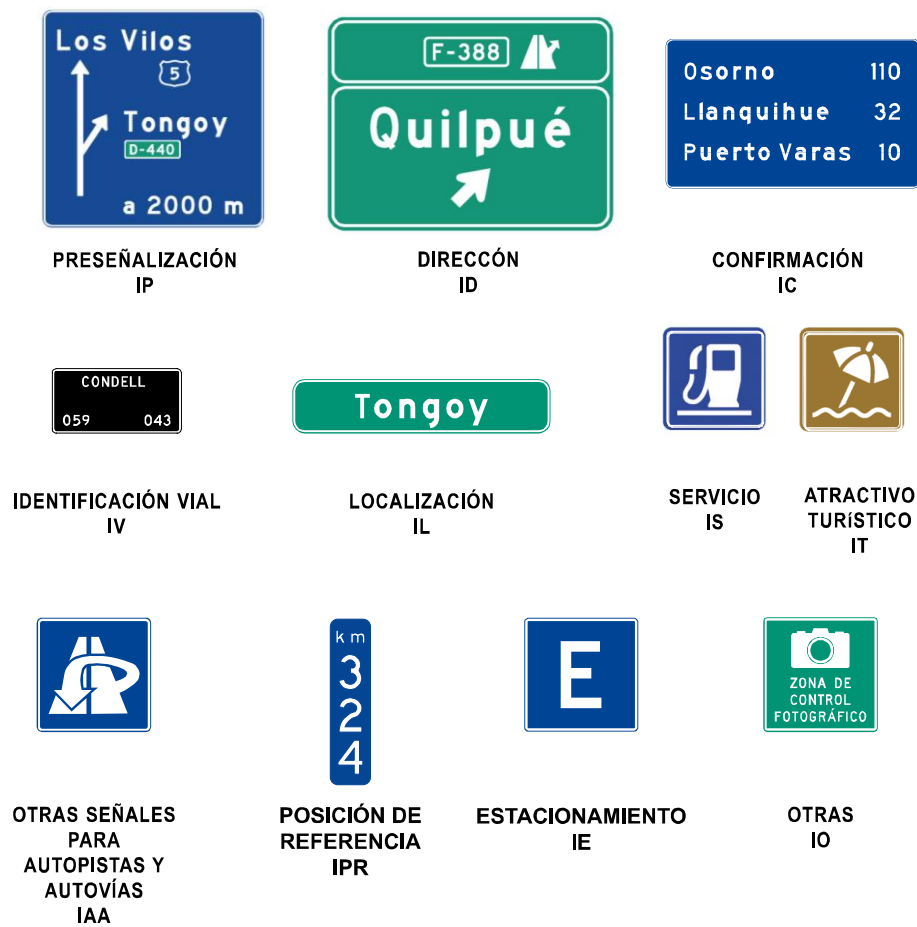 Los Vilos
5
Tongoy
D-440
a 2000 m
PRESEÑALIZACIÓN
IP
F-388
Quilpué
DIRECCÓN
ID
Osorno 110
Llanquihue 32
Puerto Varas 10
CONFIRMACIÓN
IC
CONDELL
059 043
IDENTIFICACIÓN VIAL
IV
Tongoy
LOCALIZACIÓN
IL
SERVICIO
IS
ATRACTIVO
TURíSTICO
IT
OTRAS SEÑALES
PARA
AUTOPISTAS Y
AUTOVÍAS
IAA
km
3
2
4
POSICIÓN DE
REFERENCIA
IPR
E
ESTACIONAMIENTO
IE
ZONA DE
CONTROL
FOTOGRÁFICO
OTRAS
IO